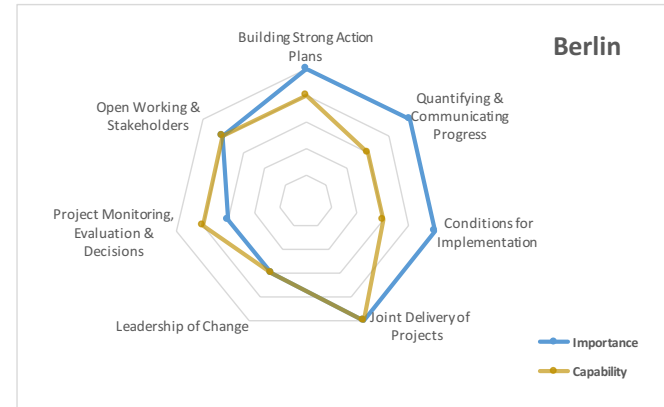 Berlin
Building Strong Action
Plans
Quantifying &
Communicating
Progress
Conditions for
Implementation
Joint Delivery of
Projects
Leadership of Change
Project Monitoring,
Evaluation &
Decisions
Open Working &
Stakeholders
Importance
Capability